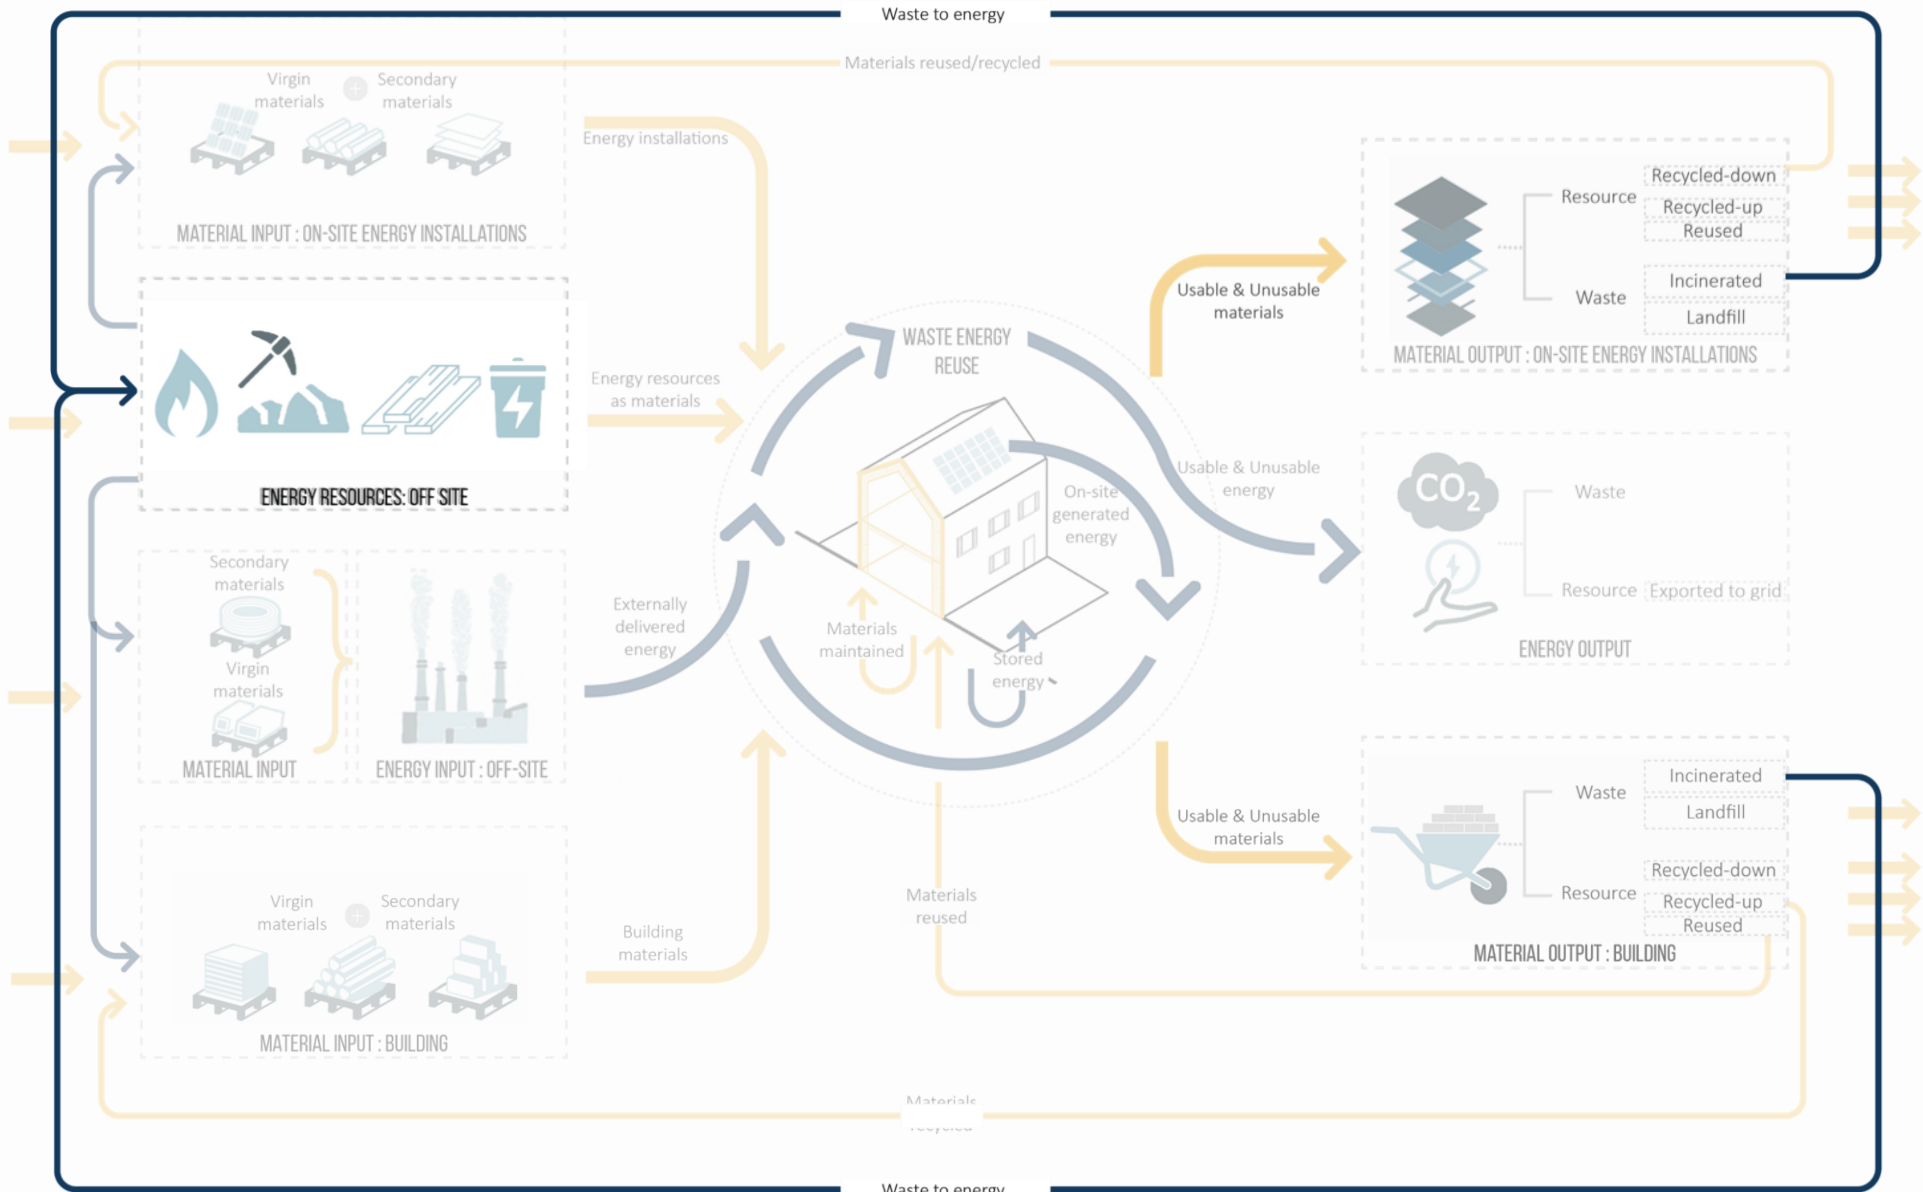 Waste to energy
Materials reused/recycled
Virgin
materials
Secondary
materials
MATERIAL INPUT : ON-SITE ENERGY INSTALLATIONS
Energy installations
ENERGY RESOURCES: OFF SITE
Energy resources
as materials
Secondary
materials
Virgin
materials
MATERIAL INPUT
ENERGY INPUT : OFF-SITE
Externally
delivered
energy
Virgin
materials
Secondary
materials
MATERIAL INPUT : BUILDING
Building
materials
WASTE ENERGY
REUSE
On-site
generated
energy
Materials
maintained
Stored
energy
Materials
reused
Usable & Unusable
materials
Usable & Unusable
energy
Usable & Unusable
materials
Resource
Recycled-down
Recycled-up
Reused
Waste
Incinerated
Landfill
MATERIAL OUTPUT : ON-SITE ENERGY INSTALLATIONS
CO2
Waste
Resource
Exported to grid
ENERGY OUTPUT
Waste
Incinerated
Landfill
Resource
Recycled-down
Recycled-up
Reused
MATERIAL OUTPUT : BUILDING
Materials
recycled
Waste to energy